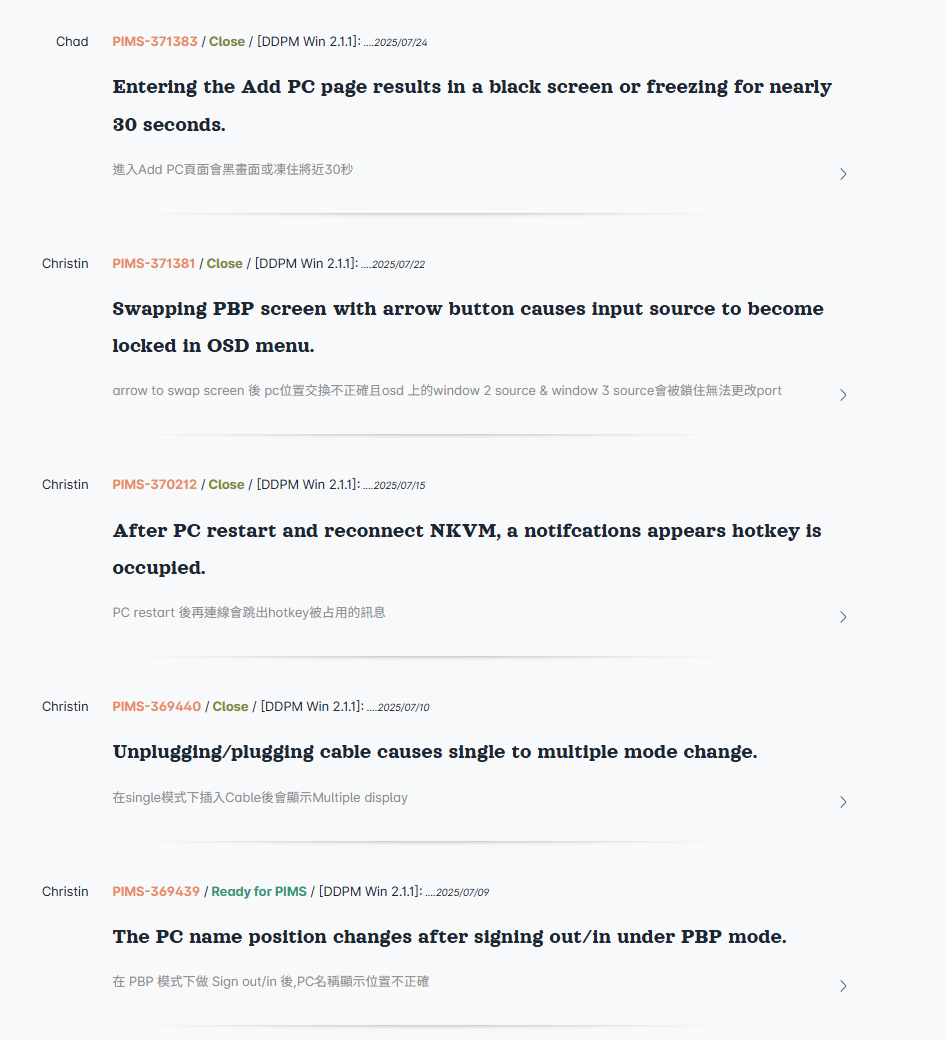 Chad PIMS-371383 / Close / [DDPM Win 2.1.1]: ....2025/07/24
Entering the Add PC page results in a black screen or freezing for nearly
30 seconds.
進入Add PC頁面會黑畫面或凍住將近30秒
Christin PIMS-371381 / Close / [DDPM Win 2.1.1]: ....2025/07/22
Swapping PBP screen with arrow button causes input source to become
locked in OSD menu.
arrow to swap screen 後 pc位置交換不正確且osd 上的window 2 source & window 3 source會被鎖住無法更改port
Christin PIMS-370212 / Close / [DDPM Win 2.1.1]: ....2025/07/15
After PC restart and reconnect NKVM, a notifcations appears hotkey is
occupied.
PC restart 後再連線會跳出hotkey被占用的訊息
Christin PIMS-369440 / Close / [DDPM Win 2.1.1]: ....2025/07/10
Unplugging/plugging cable causes single to multiple mode change.
在single模式下插入Cable後會顯示Multiple display
Christin PIMS-369439 / Ready for PIMS / [DDPM Win 2.1.1]: ....2025/07/09
The PC name position changes after signing out/in under PBP mode.
在 PBP 模式下做 Sign out/in 後,PC名稱顯示位置不正確